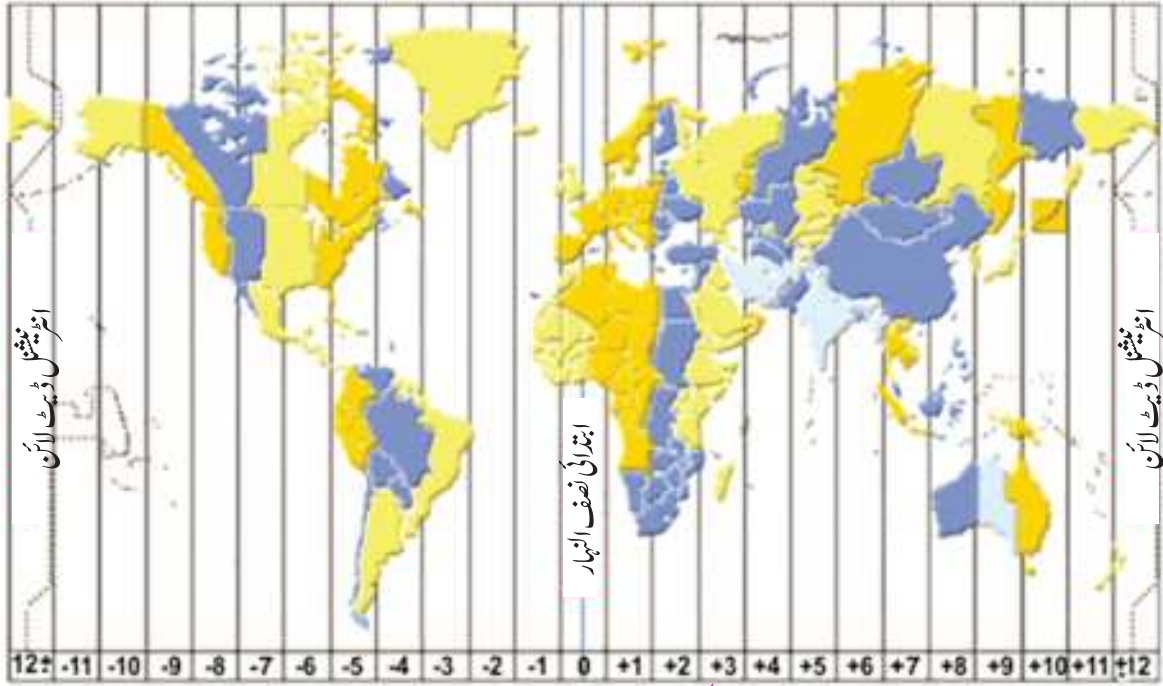 انٹرنیشنل ڈیٹ لائن
ابتدائی نصف النہار
انٹرنیشنل ڈیٹ لائن
12± -11 -10 -9 -8 -7 -6 -5 -4 -3 -2 -1 0 +1 +2 +3 +4 +5 +6 +7 +8 +9 +10 +11 ±12